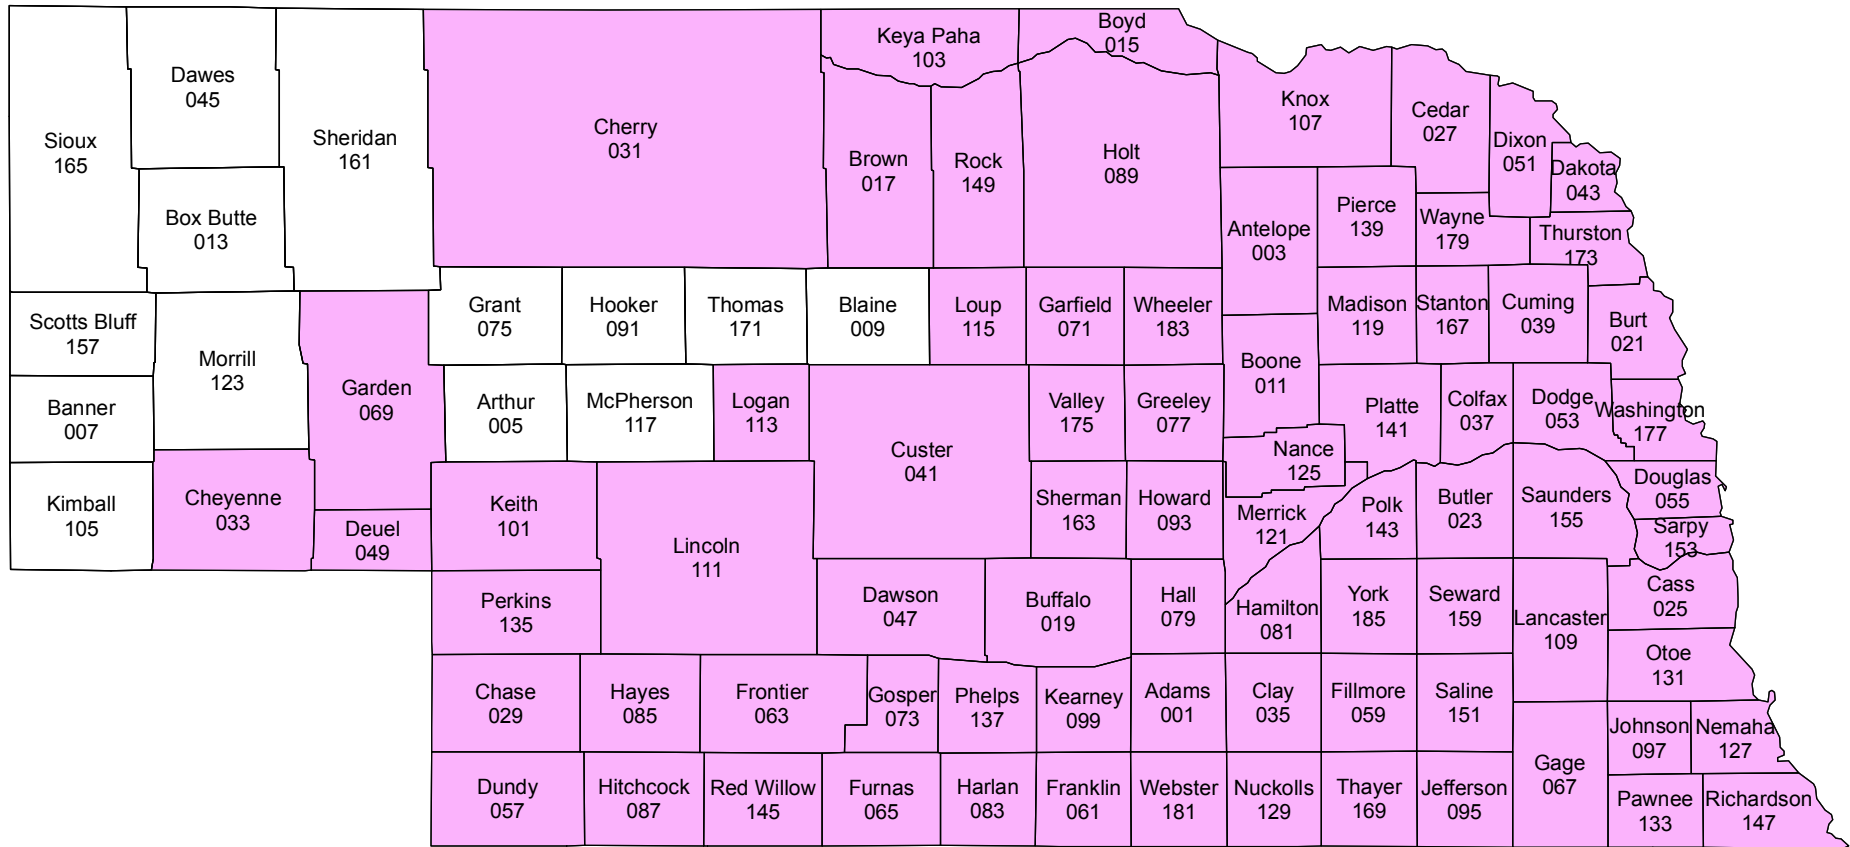 Boyd
015
Keya Paha
103
Dawes
045
Sioux
165
Sheridan
161
Cherry
031
Brown
017
Rock
149
Holt
089
Knox
107
Cedar
027
Dixon
051
Dakota
043
Box Butte
013
Antelope
003
Pierce
139
Wayne
179
Thurston
173
Scotts Bluff
157
Morrill
123
Grant
075
Hooker
091
Thomas
171
Blaine
009
Loup
115
Garfield
071
Wheeler
183
Madison
119
Stanton
167
Cuming
039
Burt
021
Boone
011
Banner
007
Garden
069
Arthur
005
McPherson
117
Logan
113
Custer
041
Valley
175
Greeley
077
Platte
141
Colfax
037
Dodge
053
Washington
177
Nance
125
Kimball
105
Cheyenne
033
Deuel
049
Keith
101
Lincoln
111
Sherman
163
Howard
093
Merrick
121
Polk
143
Butler
023
Saunders
155
Douglas
055
Sarpy
153
Perkins
135
Dawson
047
Buffalo
019
Hall
079
Hamilton
081
York
185
Seward
159
Lancaster
109
Cass
025
Otoe
131
Chase
029
Hayes
085
Frontier
063
Gosper
073
Phelps
137
Kearney
099
Adams
001
Clay
035
Fillmore
059
Saline
151
Johnson
097
Nemaha
127
Dundy
057
Hitchcock
087
Red Willow
145
Furnas
065
Harlan
083
Franklin
061
Webster
181
Nuckolls
129
Thayer
169
Jefferson
095
Gage
067
Pawnee
133
Richardson
147